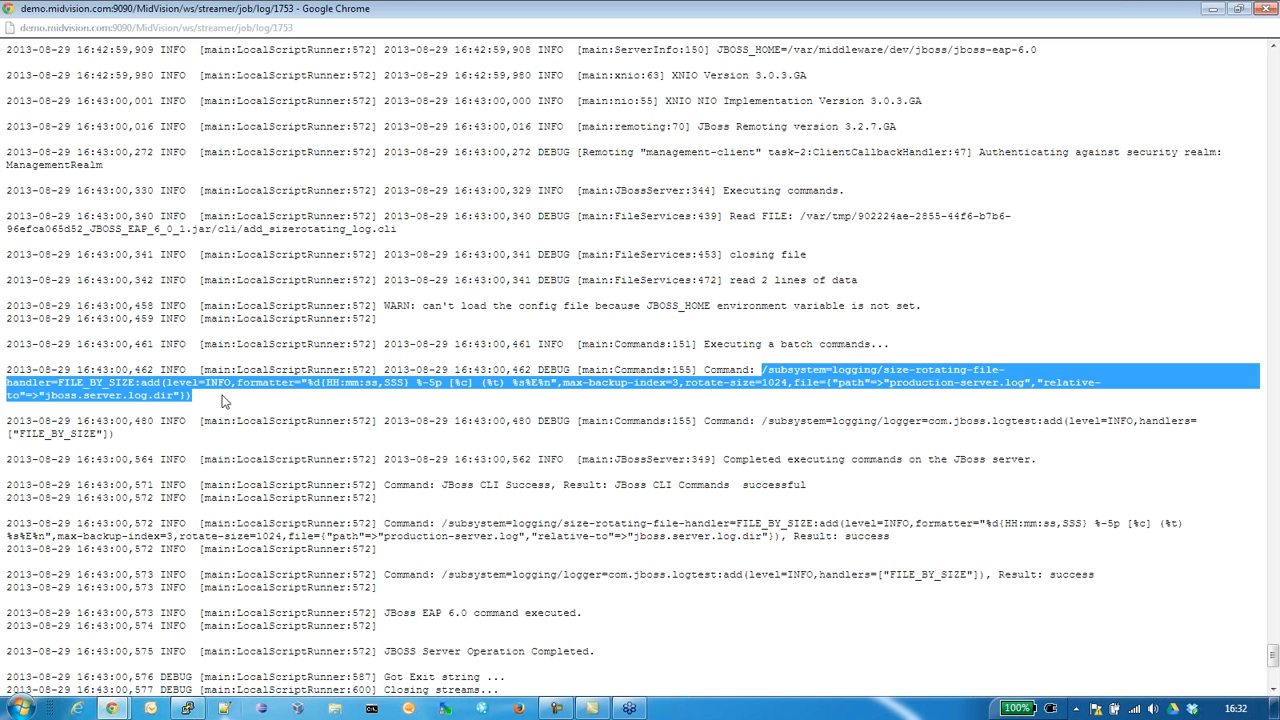 demo.midvision.com:9090/MidVision/ws/streamer/job/log/1753 - Google Chrome
demo.midvision.com:9090/MidVision/ws/streamer/job/log/1753
2013-08-29 16:42:59,909 INFO [main:LocalScriptRunner:572] 2013-08-29 16:42:59,908 INFO [main:ServerInfo:150] JBOSS_HOME=/var/middleware/dev/jboss/jboss-eap-6.0
2013-08-29 16:42:59,980 INFO [main:LocalScriptRunner:572] 2013-08-29 16:42:59,980 INFO [main:xnio:63] XNIO Version 3.0.3.GA
2013-08-29 16:43:00,001 INFO [main:LocalScriptRunner:572] 2013-08-29 16:43:00,000 INFO [main:nio:55] XNIO NIO Implementation Version 3.0.3.GA
2013-08-29 16:43:00,016 INFO [main:LocalScriptRunner:572] 2013-08-29 16:43:00,016 INFO [main:remoting:70] JBoss Remoting version 3.2.7.GA
2013-08-29 16:43:00,272 INFO [main:LocalScriptRunner:572] 2013-08-29 16:43:00,272 DEBUG [Remoting "management-client" task-2:ClientCallbackHandler:47] Authenticating against security realm:
ManagementRealm
2013-08-29 16:43:00,330 INFO [main:LocalScriptRunner:572] 2013-08-29 16:43:00,329 INFO [main:JBossServer:344] Executing commands.
2013-08-29 16:43:00,340 INFO [main:LocalScriptRunner:572] 2013-08-29 16:43:00,340 DEBUG [main:FileServices:439] Read FILE: /var/tmp/902224ae-2855-44f6-b7b6-
96efca065d52_JBOSS_EAP_6_0_1.jar/cli/add_sizerotating_log.cli
2013-08-29 16:43:00,341 INFO [main:LocalScriptRunner:572] 2013-08-29 16:43:00,341 DEBUG [main:FileServices:453] closing file
2013-08-29 16:43:00,342 INFO [main:LocalScriptRunner:572] 2013-08-29 16:43:00,341 DEBUG [main:FileServices:472] read 2 lines of data
2013-08-29 16:43:00,458 INFO [main:LocalScriptRunner:572] WARN: can't load the config file because JBOSS_HOME environment variable is not set.
2013-08-29 16:43:00,459 INFO [main:LocalScriptRunner:572]
2013-08-29 16:43:00,461 INFO [main:LocalScriptRunner:572] 2013-08-29 16:43:00,461 INFO [main:Commands:151] Executing a batch commands...
2013-08-29 16:43:00,462 INFO [main:LocalScriptRunner:572] 2013-08-29 16:43:00,462 DEBUG [main:Commands:155] Command: /subsystem=logging/size-rotating-file-
handler=FILE_BY_SIZE:add(level=INFO,formatter="%d{HH:mm:ss,SSS} %-5p [%c] (%t) %s%E%n",max-backup-index=3,rotate-size=1024,file={"path"=>"production-server.log","relative-
to"=>"jboss.server.log.dir"})
2013-08-29 16:43:00,480 INFO [main:LocalScriptRunner:572] 2013-08-29 16:43:00,480 DEBUG [main:Commands:155] Command: /subsystem=logging/logger=com.jboss.logtest:add(level=INFO,handlers=
["FILE_BY_SIZE"])
2013-08-29 16:43:00,564 INFO [main:LocalScriptRunner:572] 2013-08-29 16:43:00,562 INFO [main:JBossServer:349] Completed executing commands on the JBoss server.
2013-08-29 16:43:00,571 INFO [main:LocalScriptRunner:572] Command: JBoss CLI Success, Result: JBoss CLI Commands successful
2013-08-29 16:43:00,572 INFO [main:LocalScriptRunner:572]
2013-08-29 16:43:00,572 INFO [main:LocalScriptRunner:572] Command: /subsystem=logging/size-rotating-file-handler=FILE_BY_SIZE:add(level=INFO,formatter="%d{HH:mm:ss,SSS} %-5p [%c] (%t)
%s%E%n",max-backup-index=3,rotate-size=1024,file={"path"=>"production-server.log","relative-to"=>"jboss.server.log.dir"}), Result: success
2013-08-29 16:43:00,572 INFO [main:LocalScriptRunner:572]
2013-08-29 16:43:00,573 INFO [main:LocalScriptRunner:572] Command: /subsystem=logging/logger=com.jboss.logtest:add(level=INFO,handlers=["FILE_BY_SIZE"]), Result: success
2013-08-29 16:43:00,573 INFO [main:LocalScriptRunner:572]
2013-08-29 16:43:00,573 INFO [main:LocalScriptRunner:572] JBoss EAP 6.0 command executed.
2013-08-29 16:43:00,574 INFO [main:LocalScriptRunner:572]
2013-08-29 16:43:00,575 INFO [main:LocalScriptRunner:572] JBOSS Server Operation Completed.
2013-08-29 16:43:00,576 DEBUG [main:LocalScriptRunner:587] Got Exit string ...
2013-08-29 16:43:00,577 DEBUG [main:LocalScriptRunner:600] Closing streams...
100%
16:32